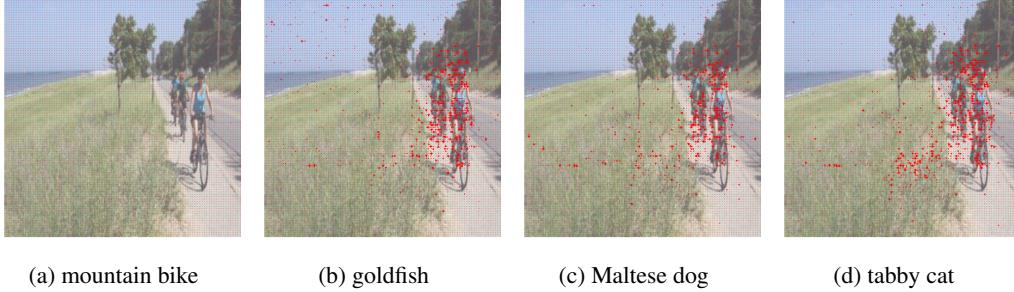 (a) mountain bike
(b) goldfish
(c) Maltese dog
(d) tabby cat